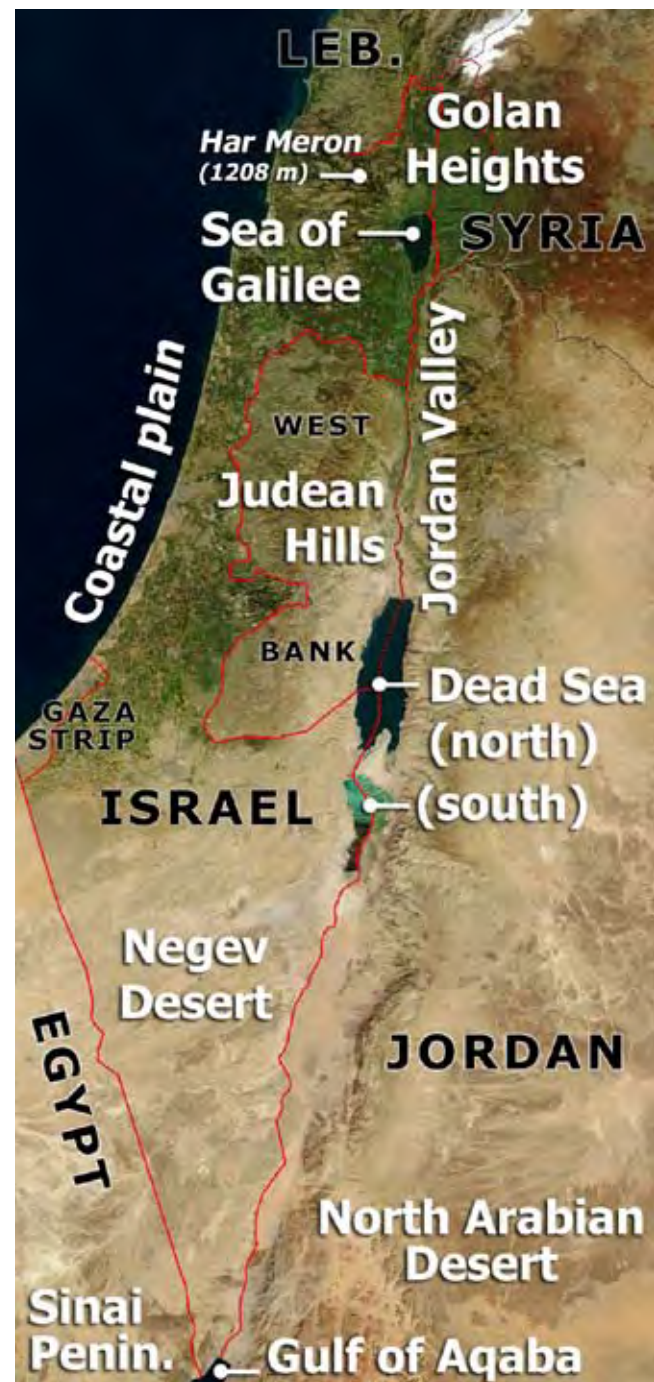 LEB.
Golan
Heights
Har Meron
(1208 m)
Sea of
Galilee
SYRIA
Coastal plain
Jordan Valley
WEST
Judean
Hills
BANK
Dead Sea
(north)
(south)
GAZA
STRIP
ISRAEL
Negev
Desert
EGYPT
JORDAN
North Arabian
Desert
Sinai
Penin.
Gulf of Aqaba